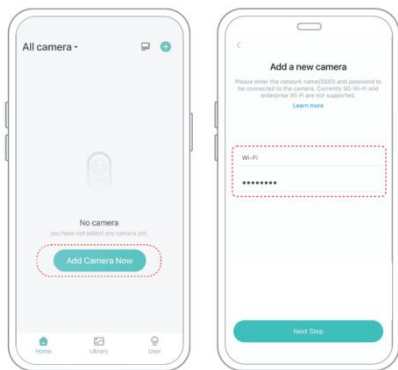 All camera
No camera
you have not added any camera yet.
Add Camera Now
Home
Library
User
Add a new camera
Please enter the network name(SSID) and password to
be connected to the camera. Currently 5G Wi-Fi and
enterprise Wi-Fi are not supported.
Learn more
Wi-Fi
••••••••
Next Step